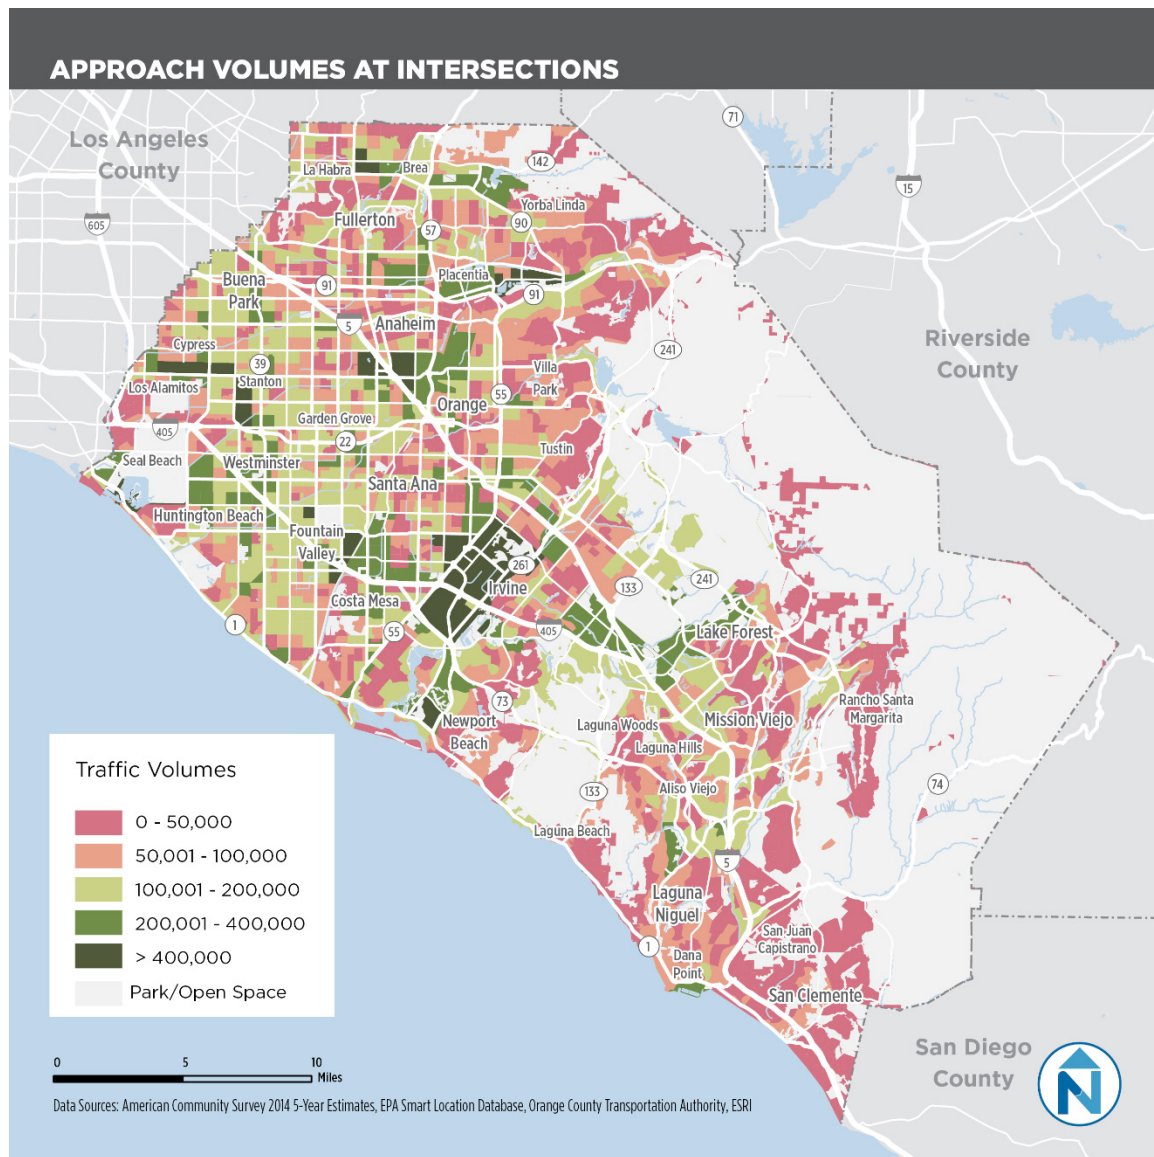 APPROACH VOLUMES AT INTERSECTIONS
Los Angeles
County
71
142
15
La Habra
Brea
605
Yorba Linda
Fullerton
90
57
Placentia
Buena
Park
91
91
5
Anaheim
Riverside
County
241
Cypress
39
Villa
Park
Los Alamitos
Stanton
55
Orange
Garden Grove
405
22
Tustin
Seal Beach
Westminster
Santa Ana
Huntington Beach
Fountain
Valley
261
Irvine
133
241
Costa Mesa
1
55
405
Lake Forest
73
Rancho Santa
Margarita
Newport
Beach
Laguna Woods
Mission Viejo
Laguna Hills
133
Aliso Viejo
74
Laguna Beach
5
Laguna
Niguel
San Juan
Capistrano
1
Dana
Point
San Clemente
San Diego
County
Traffic Volumes
0 - 50,000
50,001 - 100,000
100,001 - 200,000
200,001 - 400,000
> 400,000
Park/Open Space
0 5 10
Miles
N
Data Sources: American Community Survey 2014 5-Year Estimates, EPA Smart Location Database, Orange County Transportation Authority, ESRI